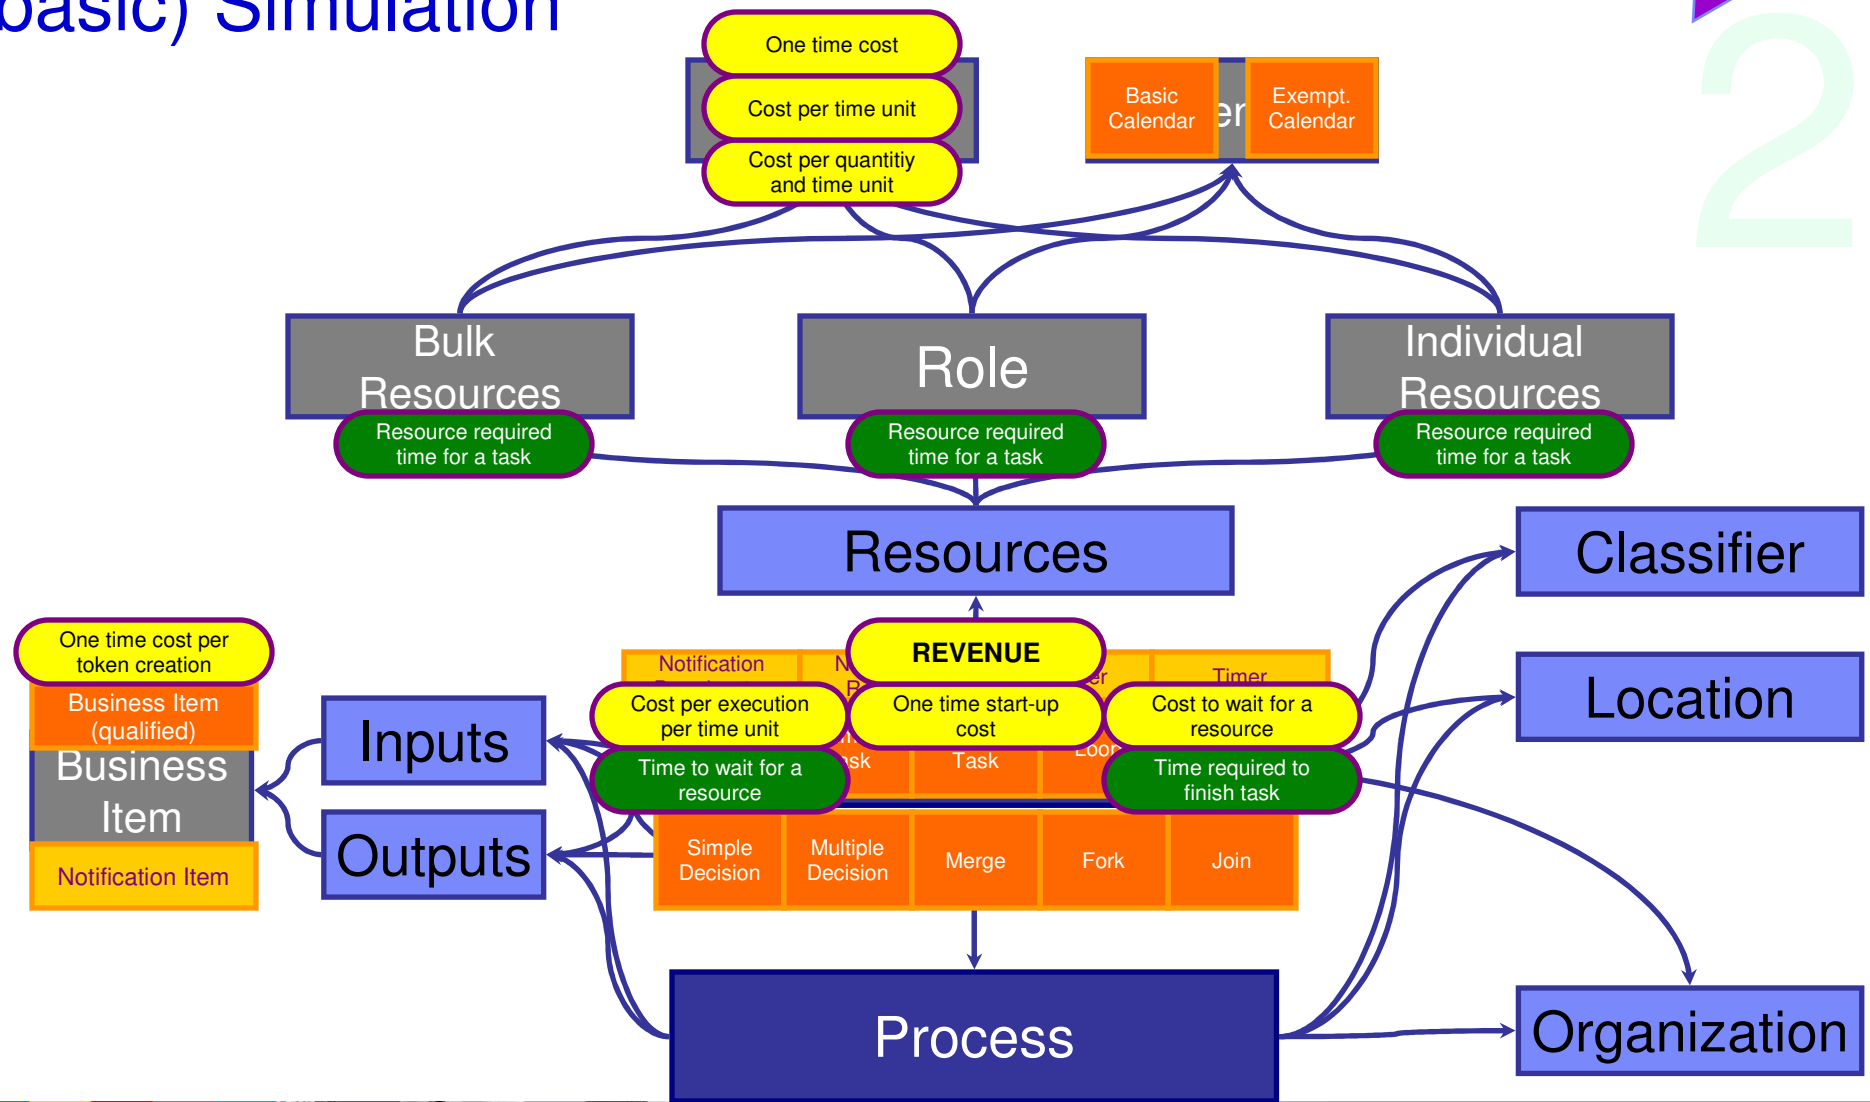 basic) Simulation
2
One time cost
Cost per time unit
Cost per quantitiy
and time unit
Basic
Calendar
Exempt.
Calendar
Bulk
Resources
Role
Individual
Resources
Resource required
time for a task
Resource required
time for a task
Resource required
time for a task
Resources
Classifier
Location
Organization
One time cost per
token creation
Business Item
(qualified)
Business
Item
Notification Item
Inputs
Outputs
Notification
REVENUE
Timer
Cost per execution
per time unit
One time start-up
cost
Cost to wait for a
resource
Task
Time to wait for a
resource
Time required to
finish task
Simple
Decision
Multiple
Decision
Merge
Fork
Join
Process